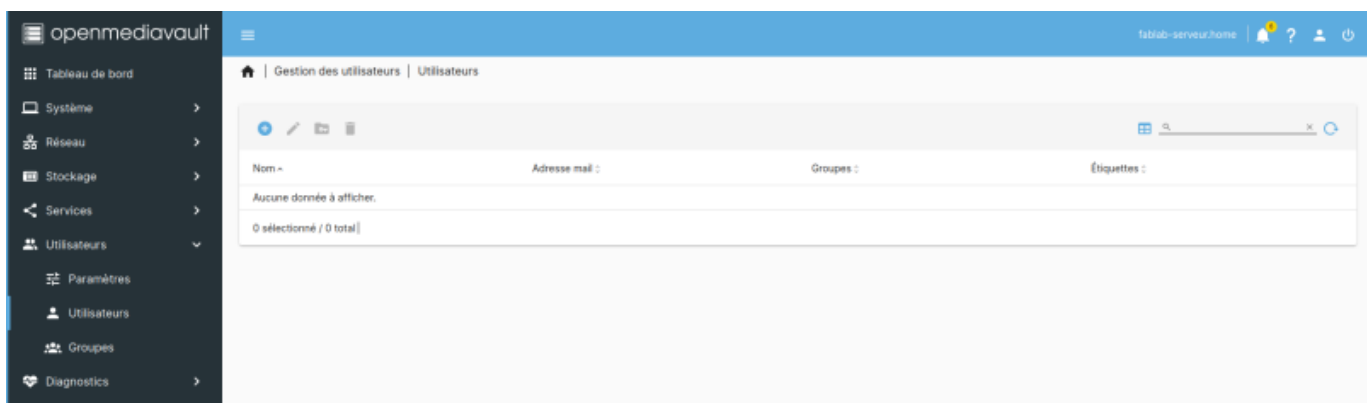 openmediavault
fablab-serveur.home
6
?
Tableau de bord
Système
Réseau
Stockage
Services
Utilisateurs
Paramètres
Utilisateurs
Groupes
Diagnostics
| Gestion des utilisateurs | Utilisateurs
Nom Adresse mail Groupes Étiquettes
Aucune donnée à afficher.
0 sélectionné / 0 total